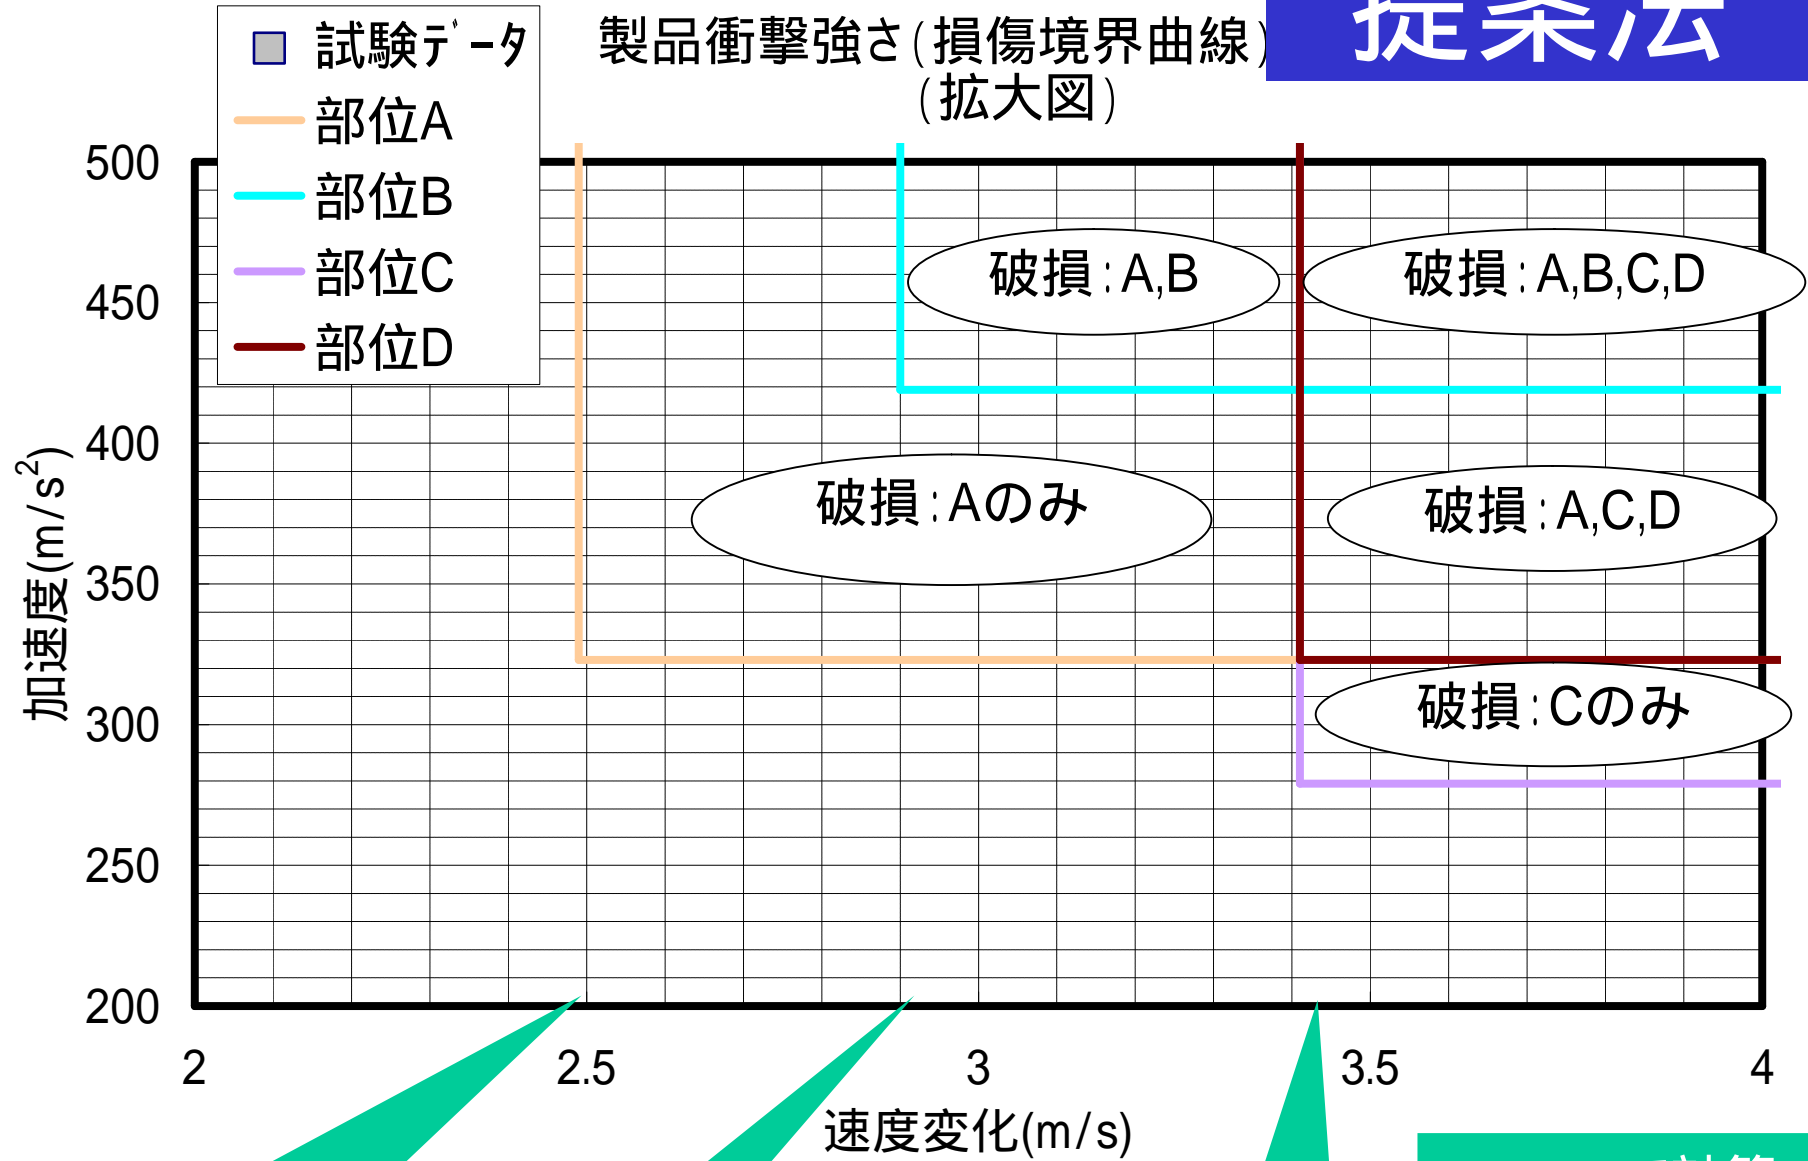 試験ﾃﾞｰﾀ
部位A
部位B
部位C
部位D
製品衝撃強さ(損傷境界曲線)
(拡大図)
提案法
500
450
400
350
300
250
200
加速度(m/s²)
破損:A,B
破損:A,B,C,D
破損:Aのみ
破損:A,C,D
破損:Cのみ
2
2.5
3
3.5
4
速度変化(m/s)